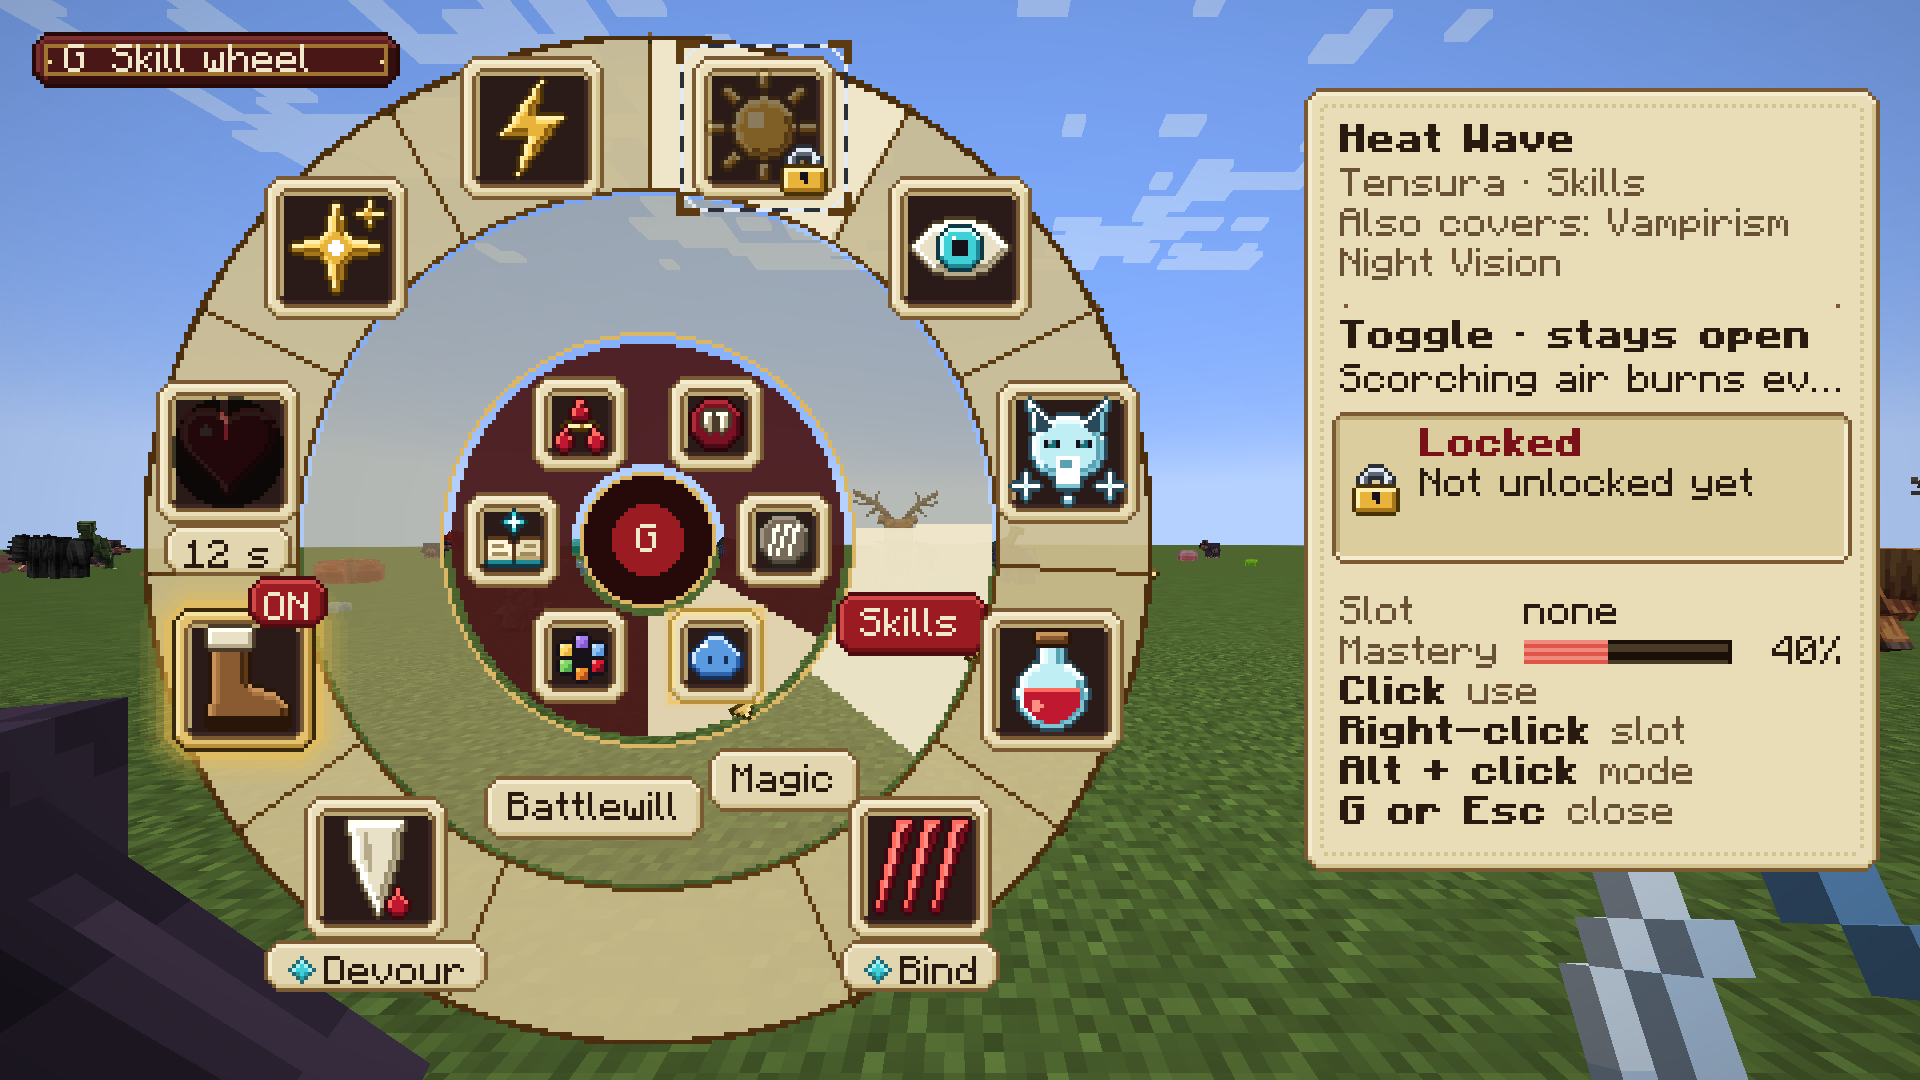 G Skill wheel
12 s
ON
G
Skills
Magic
Battlewill
Devour
Bind
Heat Wave
Tensura · Skills
Also covers: Vampirism
Night Vision
Toggle · stays open
Scorching air burns ev...
Locked
Not unlocked yet
Slot none
Mastery 40%
Click use
Right-click slot
Alt + click mode
G or Esc close